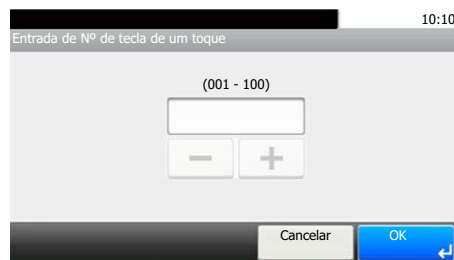 10:10
Entrada de Nº de tecla de um toque
(001 - 100)
Cancelar
OK